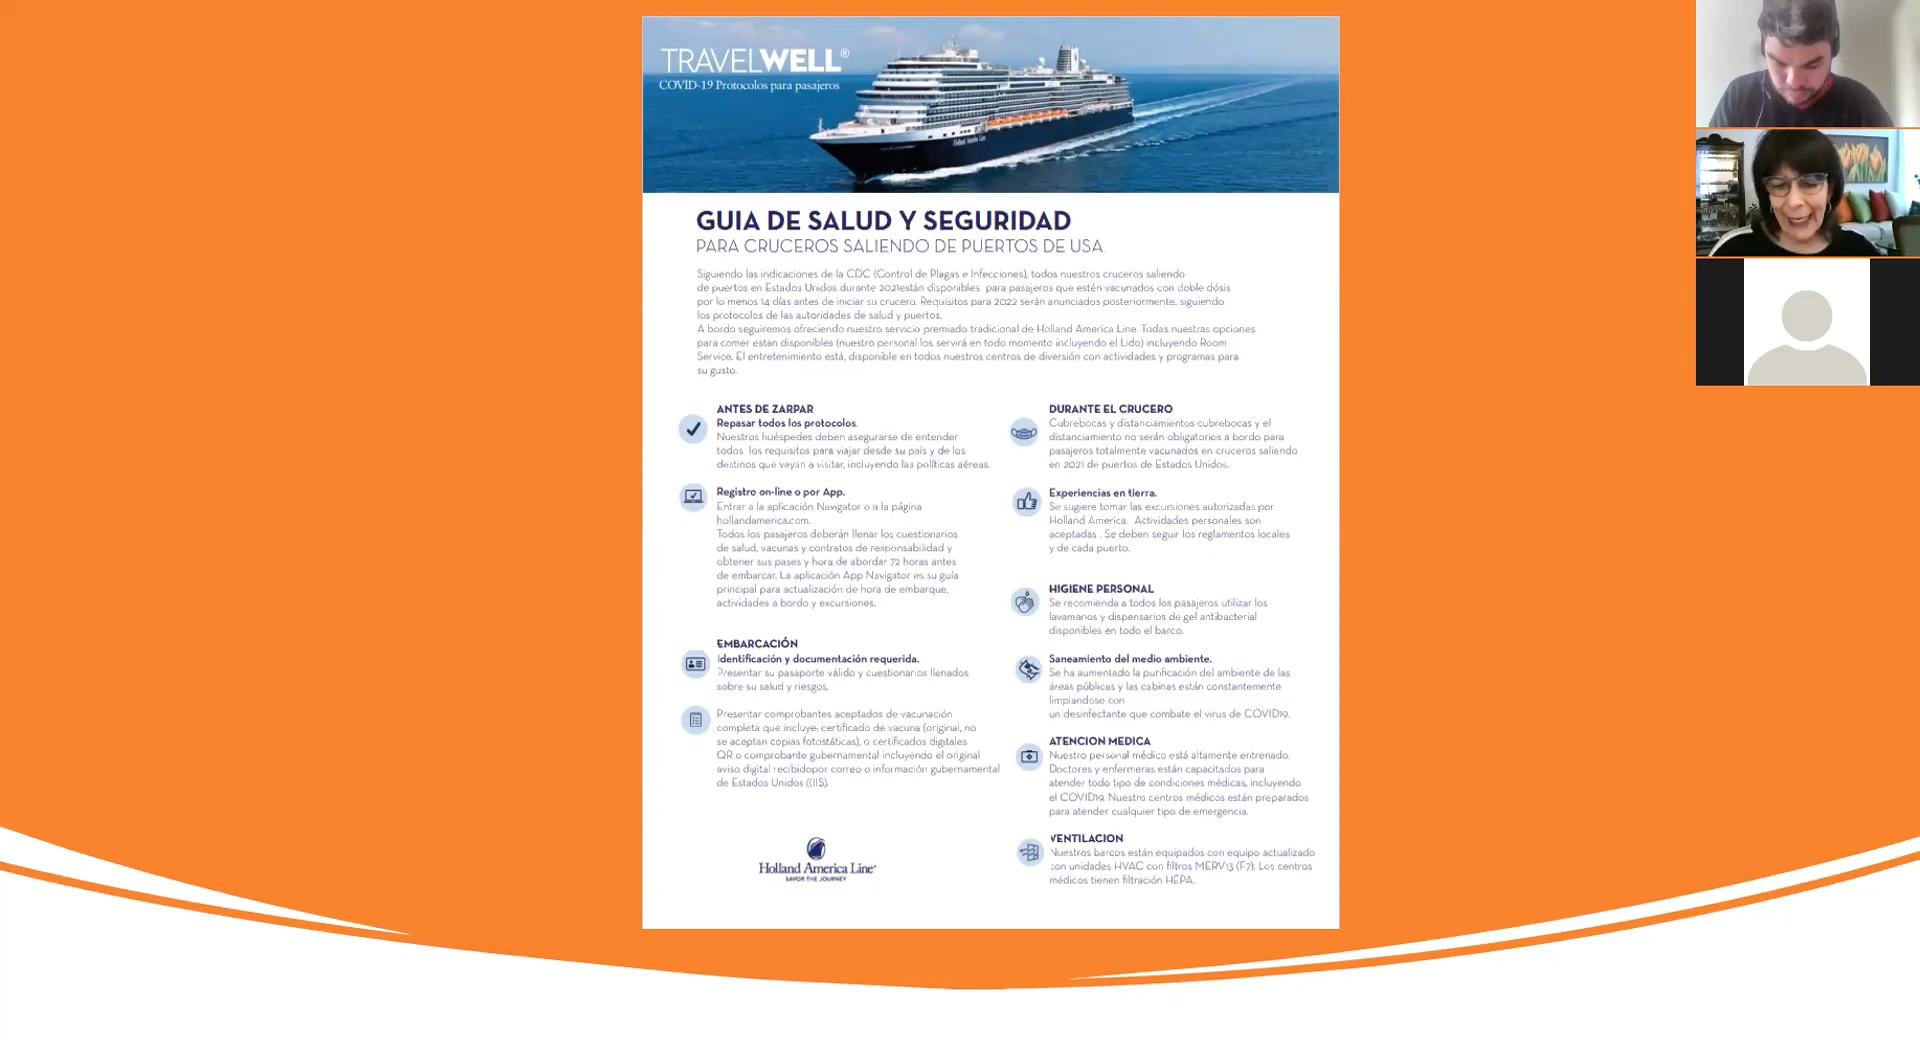 TRAVELWELL®
COVID-19 Protocolos para pasajeros
Holland America Line
GUIA DE SALUD Y SEGURIDAD
PARA CRUCEROS SALIENDO DE PUERTOS DE USA
Siguiendo las indicaciones de la CDC (Control de Plagas e Infecciones), todos nuestros cruceros saliendo
de puertos en Estados Unidos durante 2021están disponibles para pasajeros que estén vacunados con doble dósis
por lo menos 14 días antes de iniciar su crucero. Requisitos para 2022 serán anunciados posteriormente, siguiendo
los protocolos de las autoridades de salud y puertos.
A bordo seguiremos ofreciendo nuestro servicio premiado tradicional de Holland America Line. Todas nuestras opciones
para comer estan disponibles (nuestro personal los servirá en todo momento incluyendo el Lido) incluyendo Room
Service. El entretenimiento está, disponible en todos nuestros centros de diversión con actividades y programas para
su gusto.
ANTES DE ZARPAR
Repasar todos los protocolos.
Nuestros huéspedes deben asegurarse de entender
todos los requisitos para viajar desde su país y de los
destinos que vayan a visitar, incluyendo las políticas aéreas.
Registro on-line o por App.
Entrar a la aplicación Navigator o a la página
hollandamerica.com.
Todos los pasajeros deberán llenar los cuestionarios
de salud, vacunas y contratos de responsabilidad y
obtener sus pases y hora de abordar 72 horas antes
de embarcar. La aplicación App Navigator es su guía
principal para actualización de hora de embarque,
actividades a bordo y excursiones.
EMBARCACIÓN
Identificación y documentación requerida.
Presentar su pasaporte válido y cuestionarios llenados
sobre su salud y riesgos.
Presentar comprobantes aceptados de vacunación
completa que incluye: certificado de vacuna (original, no
se aceptan copias fotostáticas), o certificados digitales
QR o comprobante gubernamental incluyendo el original
aviso digital recibidopor correo o información gubernamental
de Estados Unidos ((IIS).
Holland America Line
SAVOR THE JOURNEY
DURANTE EL CRUCERO
Cubrebocas y distanciamientos cubrebocas y el
distanciamiento no serán obligatorios a bordo para
pasajeros totalmente vacunados en cruceros saliendo
en 2021 de puertos de Estados Unidos.
Experiencias en tierra.
Se sugiere tomar las excursiones autorizadas por
Holland America. Actividades personales son
aceptadas . Se deben seguir los reglamentos locales
y de cada puerto.
HIGIENE PERSONAL
Se recomienda a todos los pasajeros utilizar los
lavamanos y dispensarios de gel antibacterial
disponibles en todo el barco.
Saneamiento del medio ambiente.
Se ha aumentado la purificación del ambiente de las
áreas públicas y las cabinas están constantemente
limpiandose con
un desinfectante que combate el virus de COVID19.
ATENCION MEDICA
Nuestro personal médico está altamente entrenado.
Doctores y enfermeras están capacitados para
atender todo tipo de condiciones médicas, incluyendo
el COVID19. Nuestro centros médicos están preparados
para atender cualquier tipo de emergencia.
VENTILACION
Nuestros barcos están equipados con equipo actualizado
con unidades HVAC con filtros MERV13 (F7). Los centros
médicos tienen filtración HEPA.